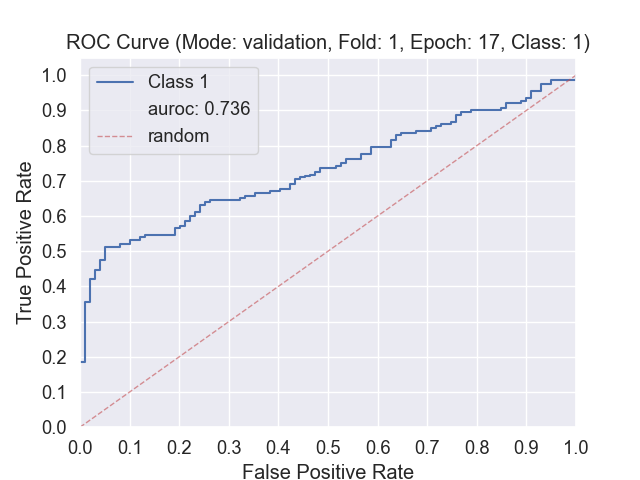 ROC Curve (Mode: validation, Fold: 1, Epoch: 17, Class: 1)
Class 1
auroc: 0.736
random
True Positive Rate
1.0
0.9
0.8
0.7
0.6
0.5
0.4
0.3
0.2
0.1
0.0
0.0 0.1 0.2 0.3 0.4 0.5 0.6 0.7 0.8 0.9 1.0
False Positive Rate